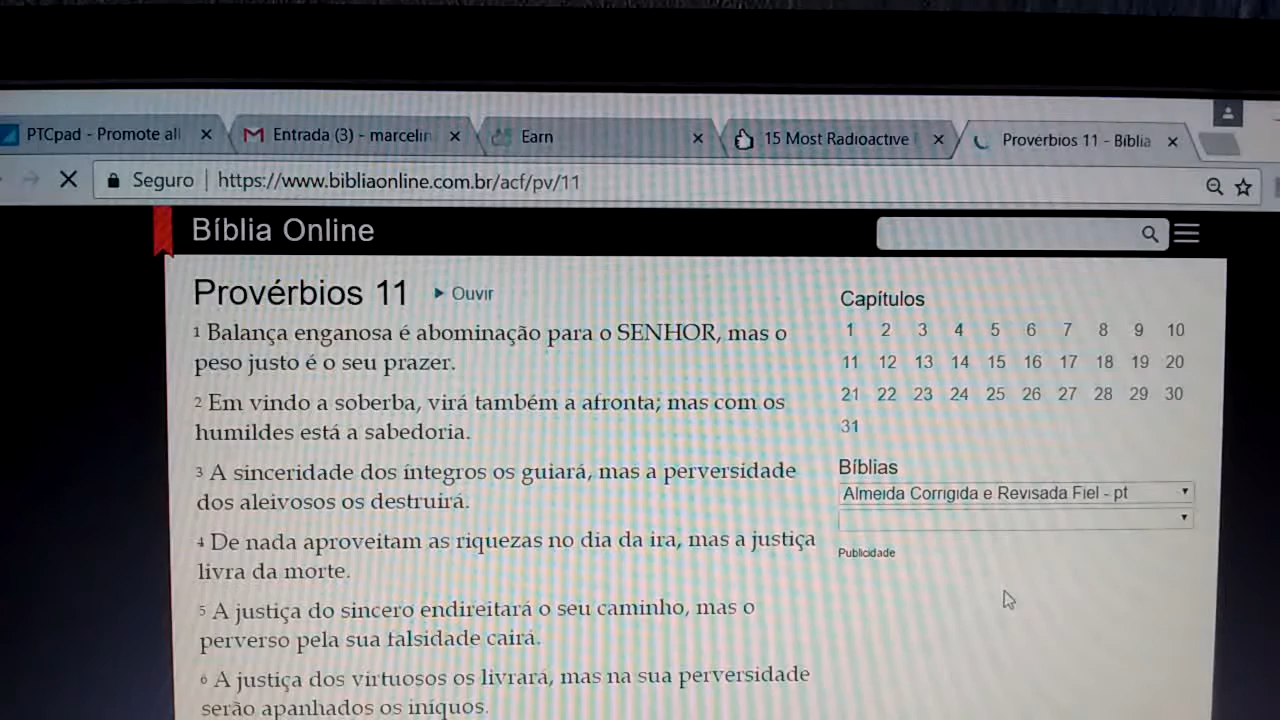 PTCpad - Promote all
Entrada (3) - marcelin
Earn
15 Most Radioactive
Provérbios 11 - Bíblia
Seguro | https://www.bibliaonline.com.br/acf/pv/11
Bíblia Online
Provérbios 11 Ouvir
1 Balança enganosa é abominação para o SENHOR, mas o
peso justo é o seu prazer.
2 Em vindo a soberba, virá também a afronta; mas com os
humildes está a sabedoria.
3 A sinceridade dos íntegros os guiará, mas a perversidade
dos aleivosos os destruirá.
4 De nada aproveitam as riquezas no dia da ira, mas a justiça
livra da morte.
5 A justiça do sincero endireitará o seu caminho, mas o
perverso pela sua falsidade cairá.
6 A justiça dos virtuosos os livrará, mas na sua perversidade
serão apanhados os iníquos.
Capítulos
1 2 3 4 5 6 7 8 9 10
11 12 13 14 15 16 17 18 19 20
21 22 23 24 25 26 27 28 29 30
31
Bíblias
Almeida Corrigida e Revisada Fiel - pt
Publicidade